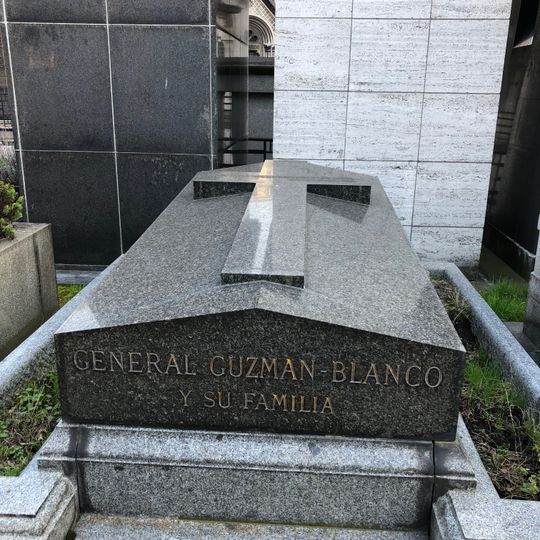 GENERAL GUZMAN-BLANCO
Y SU FAMILIA